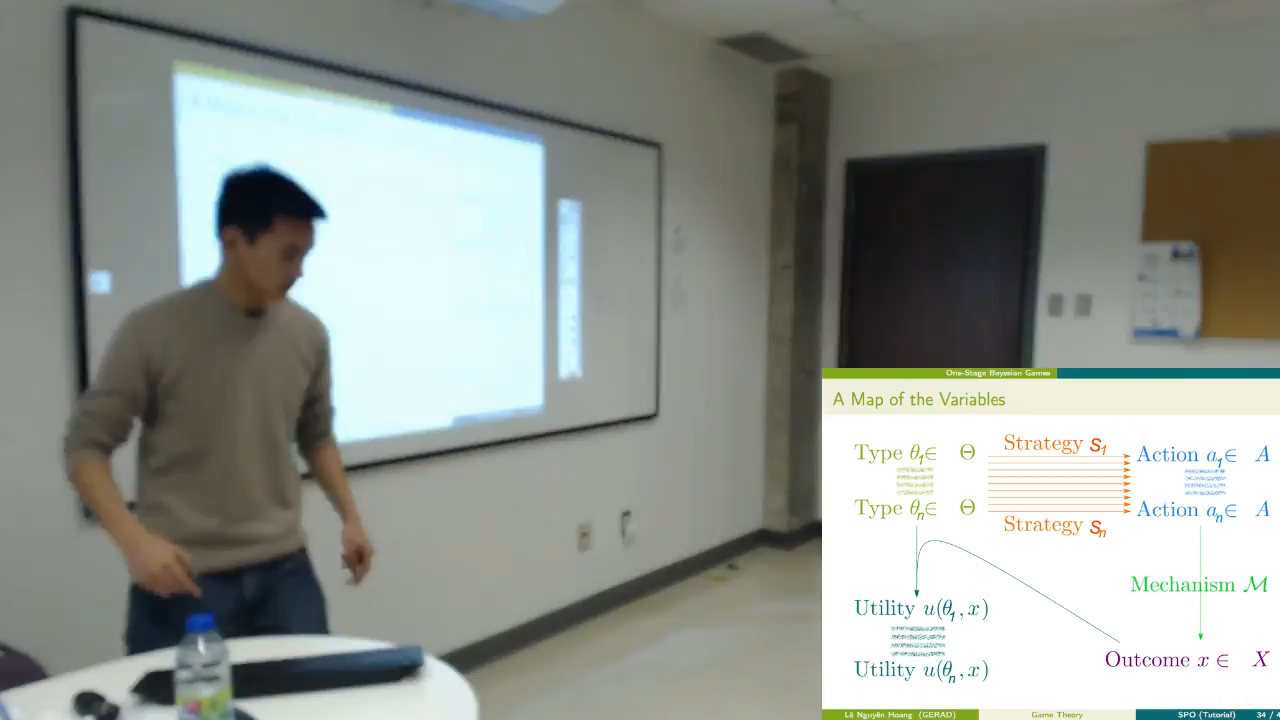 One-Stage Bayesian Games
A Map of the Variables
Type θ₁ ∈ Θ
Strategy s₁
Action a₁ ∈ A
Type θₙ ∈ Θ
Strategy sₙ
Action aₙ ∈ A
Mechanism ℳ
Utility u(θ₁, x)
Utility u(θₙ, x)
Outcome x ∈ X
Lê Nguyên Hoang (GERAD)
Game Theory
SPO (Tutorial)
34 / 4